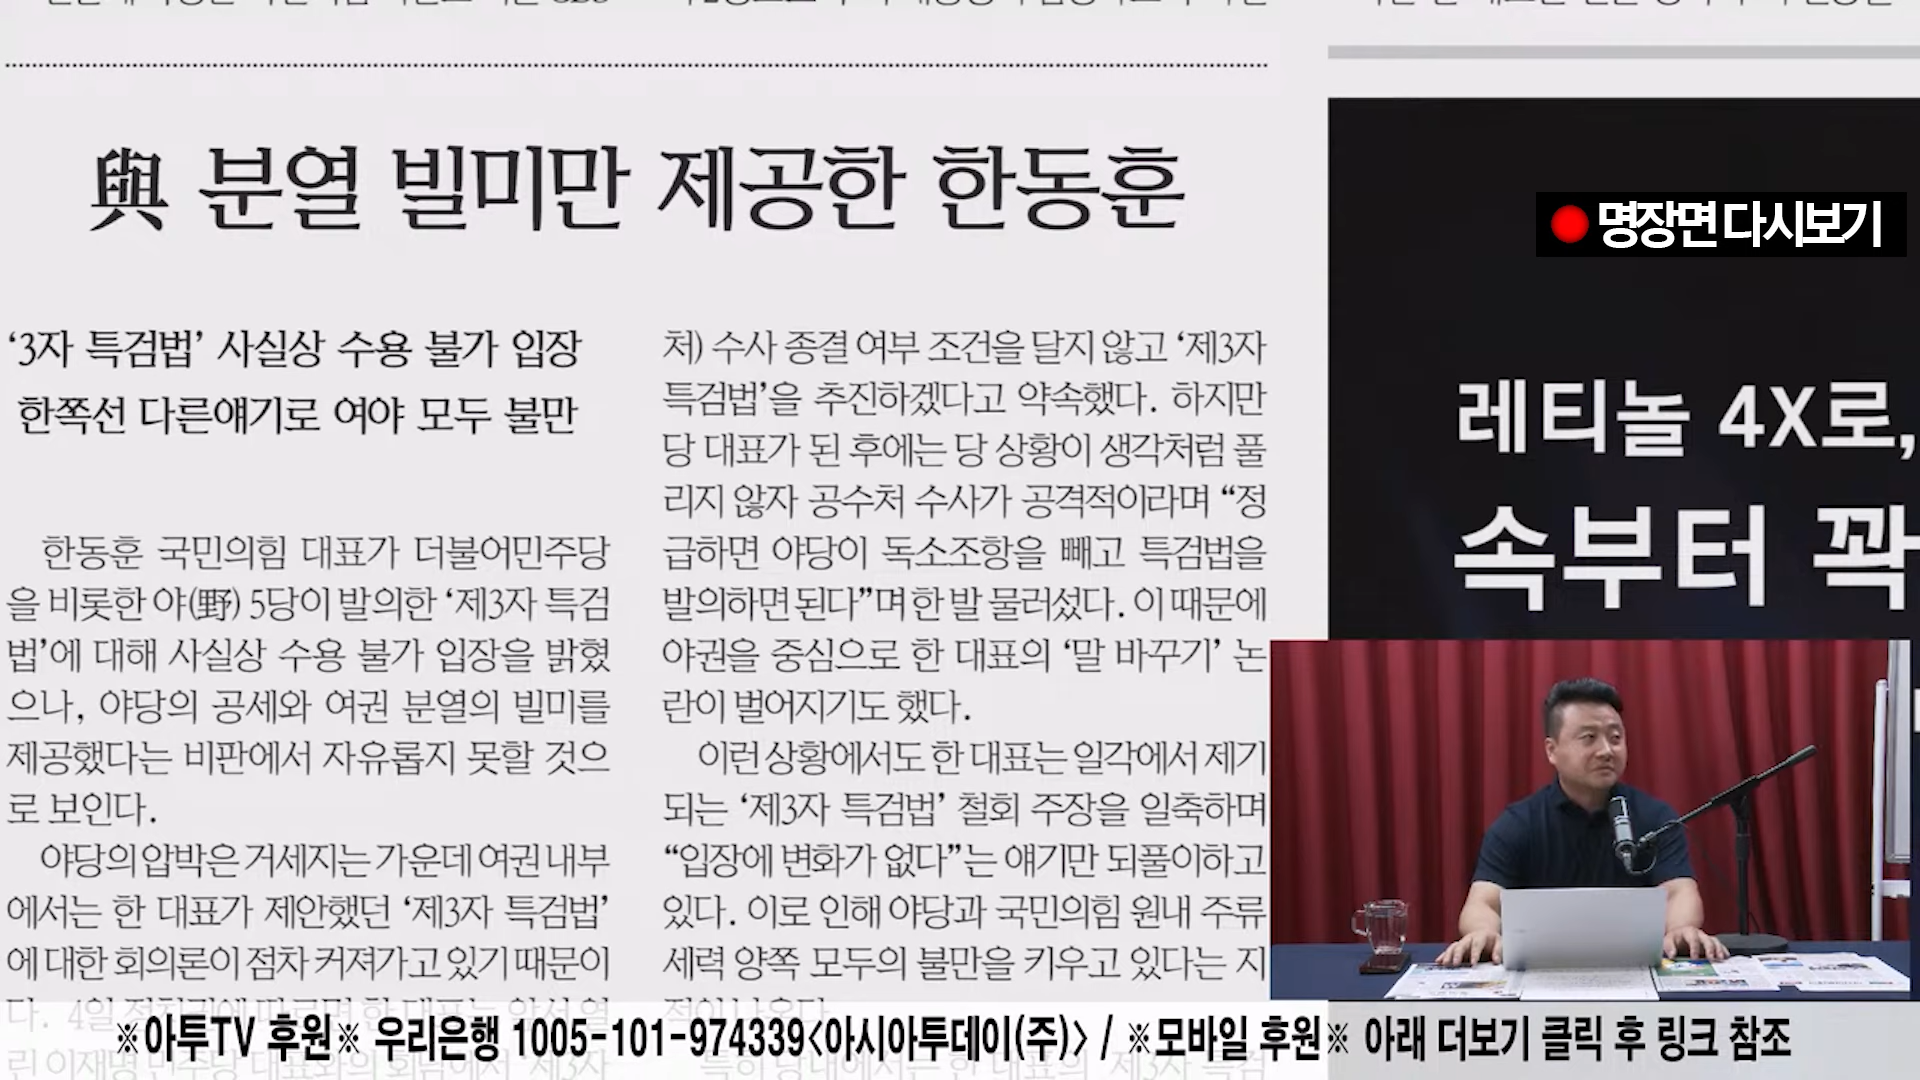 與 분열 빌미만 제공한 한동훈
‘3자 특검법’ 사실상 수용 불가 입장
한쪽선 다른얘기로 여야 모두 불만
한동훈 국민의힘 대표가 더불어민주당
을 비롯한 야(野) 5당이 발의한 ‘제3자 특검
법’에 대해 사실상 수용 불가 입장을 밝혔
으나, 야당의 공세와 여권 분열의 빌미를
제공했다는 비판에서 자유롭지 못할 것으
로 보인다.
야당의 압박은 거세지는 가운데 여권 내부
에서는 한 대표가 제안했던 ‘제3자 특검법’
에 대한 회의론이 점차 커져가고 있기 때문이
처) 수사 종결 여부 조건을 달지 않고 ‘제3자
특검법’을 추진하겠다고 약속했다. 하지만
당 대표가 된 후에는 당 상황이 생각처럼 풀
리지 않자 공수처 수사가 공격적이라며 “정
급하면 야당이 독소조항을 빼고 특검법을
발의하면 된다”며 한 발 물러섰다. 이 때문에
야권을 중심으로 한 대표의 ‘말 바꾸기’ 논
란이 벌어지기도 했다.
이런 상황에서도 한 대표는 일각에서 제기
되는 ‘제3자 특검법’ 철회 주장을 일축하며
“입장에 변화가 없다”는 얘기만 되풀이하고
있다. 이로 인해 야당과 국민의힘 원내 주류
세력 양쪽 모두의 불만을 키우고 있다는 지
명장면 다시보기
레티놀 4X로,
속부터 꽉
※아투TV 후원※ 우리은행 1005-101-974339<아시아투데이(주)> / ※모바일 후원※ 아래 더보기 클릭 후 링크 참조